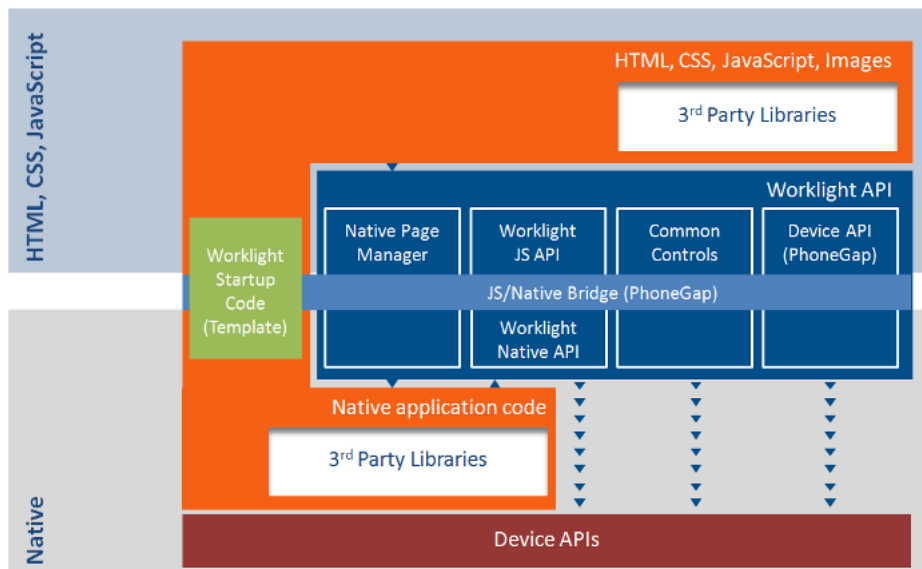 HTML, CSS, JavaScript
HTML, CSS, JavaScript, Images
3rd Party Libraries
Worklight API
Native Page
Manager
Worklight
JS API
Common
Controls
Device API
(PhoneGap)
Worklight
Startup
Code
(Template)
JS/Native Bridge (PhoneGap)
Worklight
Native API
Native
Native application code
3rd Party Libraries
Device APIs